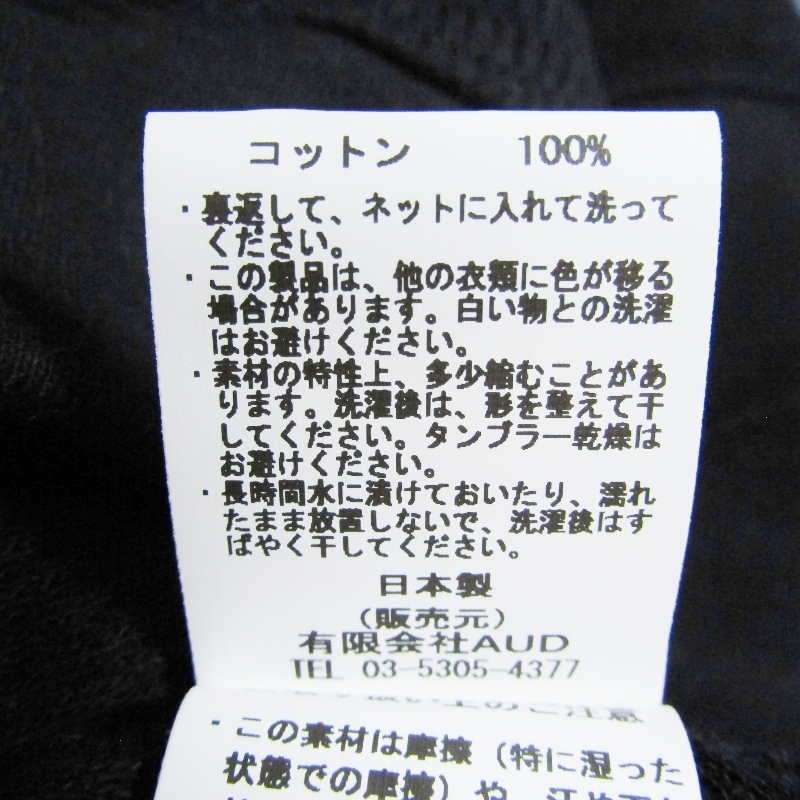 コットン 100%
・裏返して、ネットに入れて洗って
ください。
・この製品は、他の衣類に色が移る
場合があります。白い物との洗濯
はお避けください。
・素材の特性上、多少縮むことがあ
ります。洗濯後は、形を整えて干
してください。タンブラー乾燥は
お避けください。
・長時間水に漬けておいたり、濡れ
たまま放置しないで、洗濯後はす
ばやく干してください。
日本製
(販売元)
有限会社AUD
TEL 03-5305-4377
取り扱い上のご注意
・この素材は摩擦(特に湿った
状態での摩擦)や、